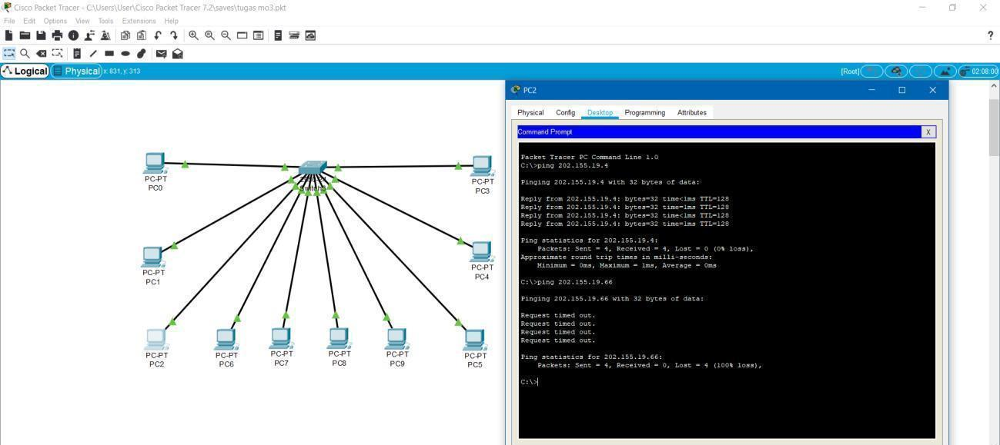 Cisco Packet Tracer - C:\Users\User\Cisco Packet Tracer 7.2\saves\tugas mo3.pkt
File Edit Options View Tools Extensions Help
?
Logical Physical x: 831, y: 313 [Root] 02:08:00
PC2
Physical Config Desktop Programming Attributes
Command Prompt X
Packet Tracer PC Command Line 1.0
C:\>ping 202.155.19.4
Pinging 202.155.19.4 with 32 bytes of data:
Reply from 202.155.19.4: bytes=32 time<1ms TTL=128
Reply from 202.155.19.4: bytes=32 time=1ms TTL=128
Reply from 202.155.19.4: bytes=32 time<1ms TTL=128
Reply from 202.155.19.4: bytes=32 time=1ms TTL=128
Ping statistics for 202.155.19.4:
Packets: Sent = 4, Received = 4, Lost = 0 (0% loss),
Approximate round trip times in milli-seconds:
Minimum = 0ms, Maximum = 1ms, Average = 0ms
C:\>ping 202.155.19.66
Pinging 202.155.19.66 with 32 bytes of data:
Request timed out.
Request timed out.
Request timed out.
Request timed out.
Ping statistics for 202.155.19.66:
Packets: Sent = 4, Received = 0, Lost = 4 (100% loss),
C:\>
PC-PT
PC0
PC-PT
PC3
PC-PT
PC1
PC-PT
PC4
PC-PT
PC2
PC-PT
PC6
PC-PT
PC7
PC-PT
PC8
PC-PT
PC9
PC-PT
PC5